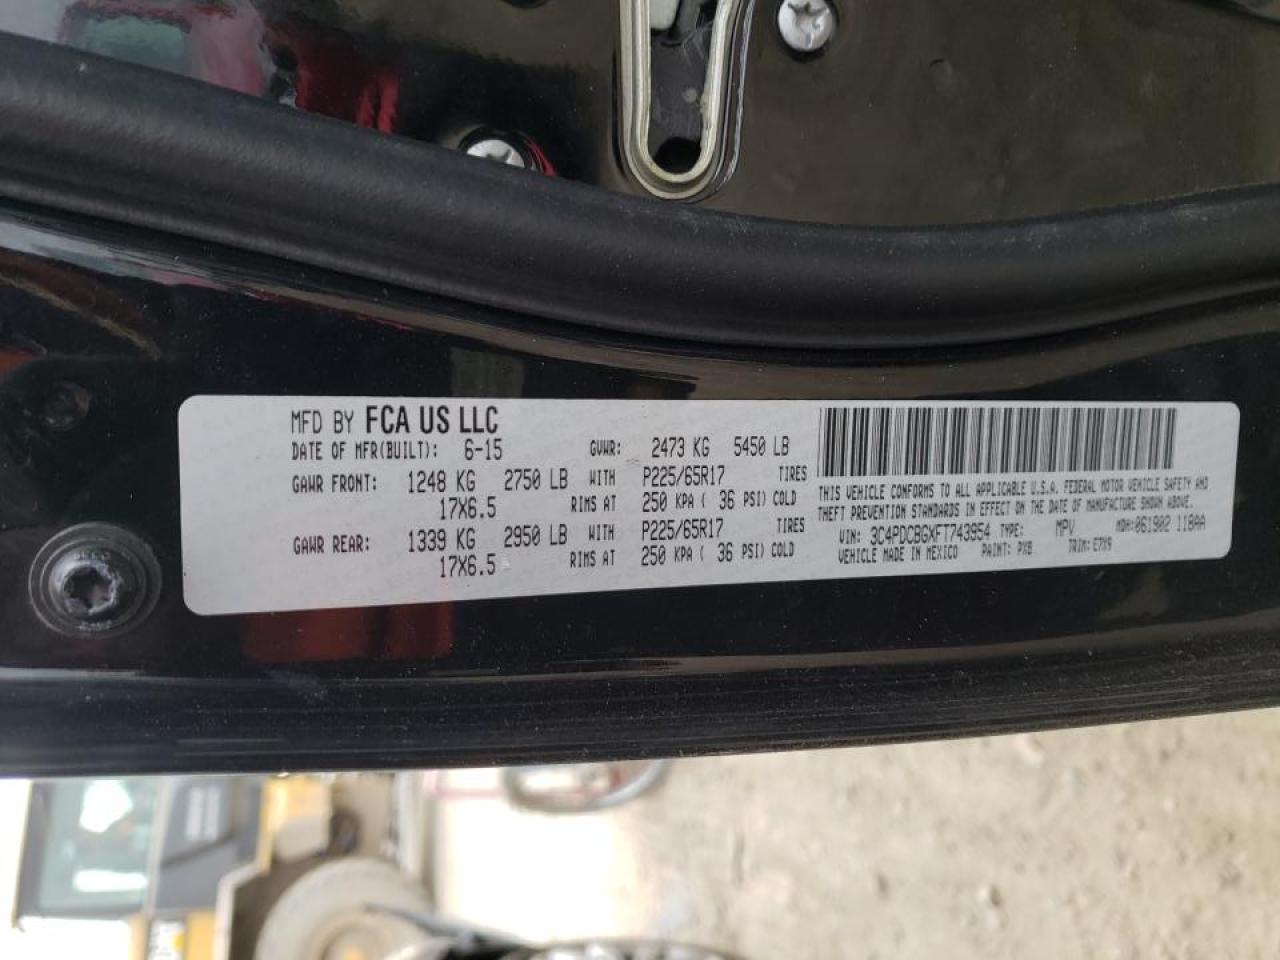 MFD BY FCA US LLC
DATE OF MFR(BUILT): 6-15 GVWR: 2473 KG 5450 LB
GAWR FRONT: 1248 KG 2750 LB WITH P225/65R17 TIRES
17X6.5 RIMS AT 250 KPA ( 36 PSI) COLD
GAWR REAR: 1339 KG 2950 LB WITH P225/65R17 TIRES
17X6.5 RIMS AT 250 KPA ( 36 PSI) COLD
THIS VEHICLE CONFORMS TO ALL APPLICABLE U.S.A. FEDERAL MOTOR VEHICLE SAFETY AND
THEFT PREVENTION STANDARDS IN EFFECT ON THE DATE OF MANUFACTURE SHOWN ABOVE.
VIN: 3C4PDCBGXFT743954 TYPE: MPV MDH: 061902 118AA
VEHICLE MADE IN MEXICO PAINT: PX8 TRIM: E7X9